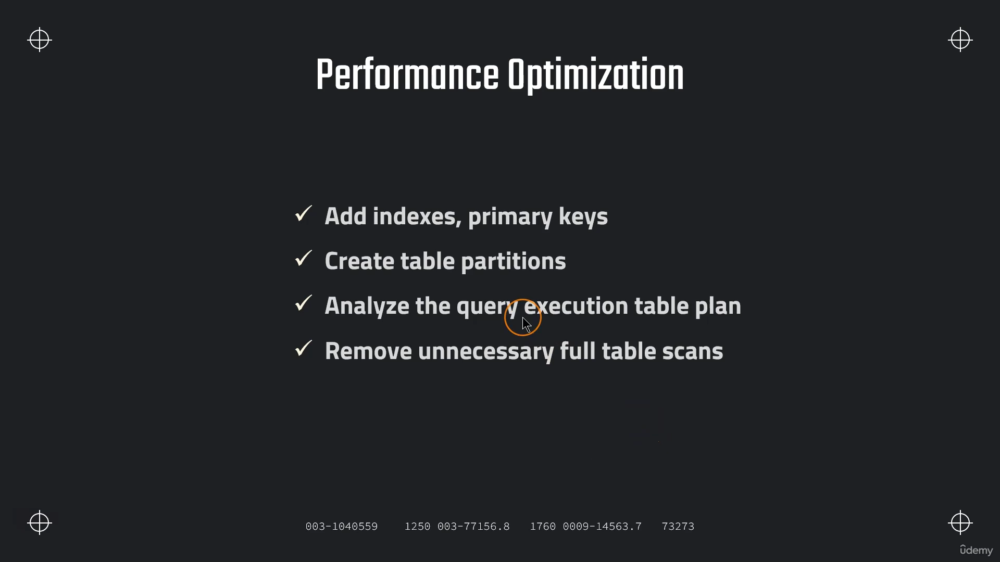 Performance Optimization
✓ Add indexes, primary keys
✓ Create table partitions
✓ Analyze the query execution table plan
✓ Remove unnecessary full table scans
003-1040559 1250 003-77156.8 1760 0009-14563.7 73273
ûdemy